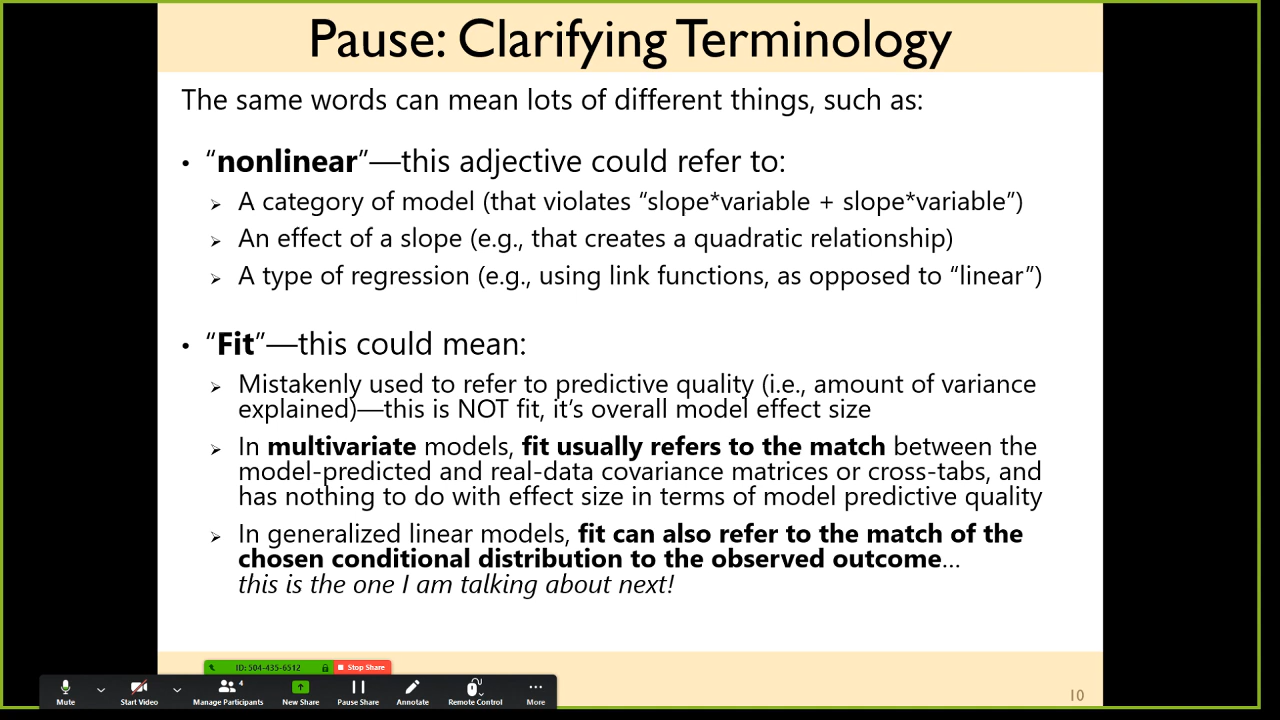 Pause: Clarifying Terminology
The same words can mean lots of different things, such as:
• “nonlinear”—this adjective could refer to:
➢ A category of model (that violates “slope*variable + slope*variable”)
➢ An effect of a slope (e.g., that creates a quadratic relationship)
➢ A type of regression (e.g., using link functions, as opposed to “linear”)
• “Fit”—this could mean:
➢ Mistakenly used to refer to predictive quality (i.e., amount of variance
explained)—this is NOT fit, it’s overall model effect size
➢ In multivariate models, fit usually refers to the match between the
model-predicted and real-data covariance matrices or cross-tabs, and
has nothing to do with effect size in terms of model predictive quality
➢ In generalized linear models, fit can also refer to the match of the
chosen conditional distribution to the observed outcome…
this is the one I am talking about next!
ID: 504-435-6512 Stop Share
4
Mute Start Video Manage Participants New Share Pause Share Annotate Remote Control More
10